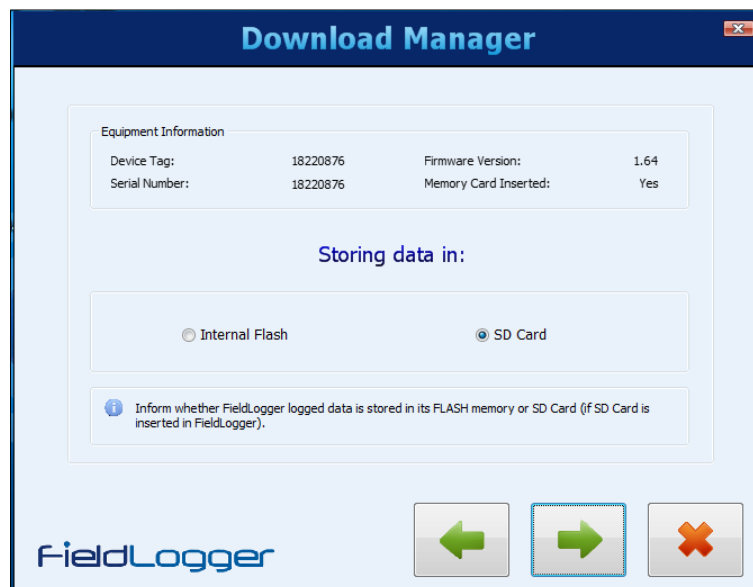 Download Manager
Equipment Information
Device Tag: 18220876 Firmware Version: 1.64
Serial Number: 18220876 Memory Card Inserted: Yes
Storing data in:
Internal Flash SD Card
Inform whether FieldLogger logged data is stored in its FLASH memory or SD Card (if SD Card is
inserted in FieldLogger).
FieldLogger